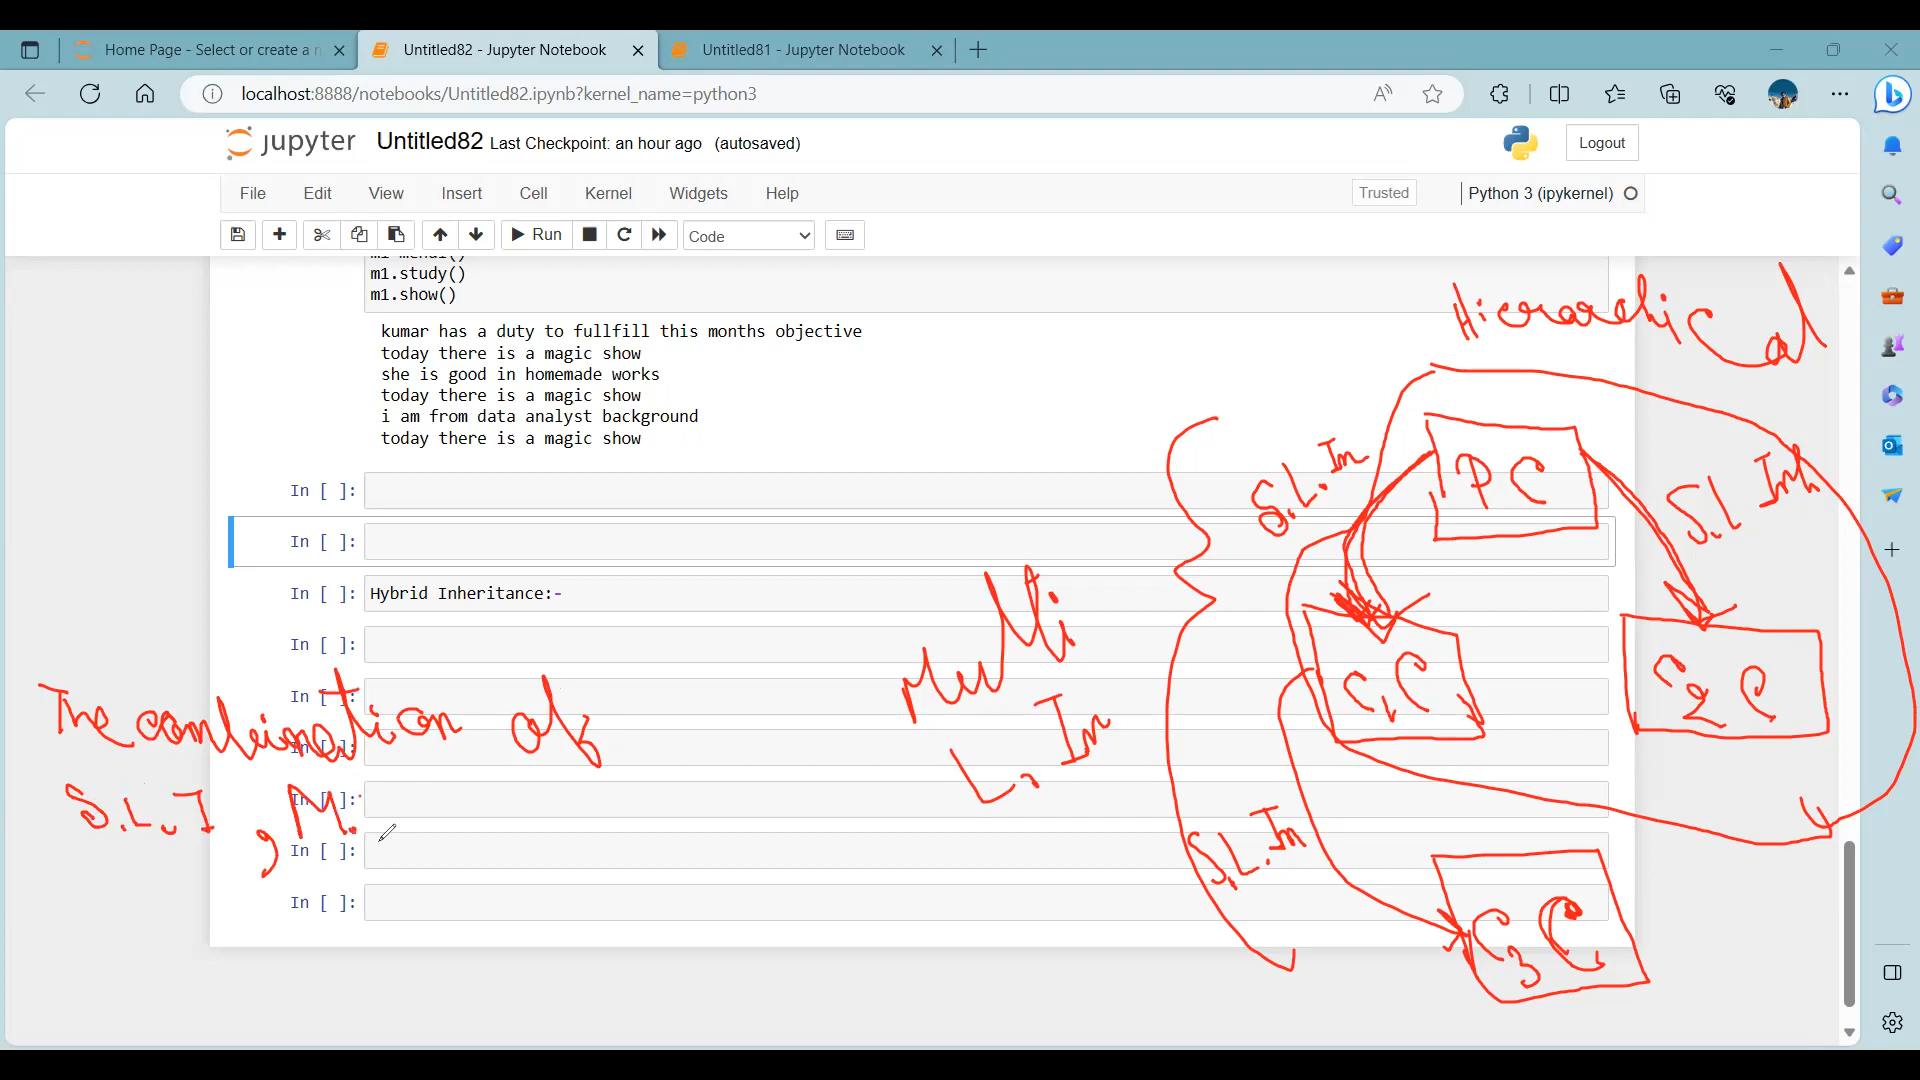 Home Page - Select or create a n
Untitled82 - Jupyter Notebook
Untitled81 - Jupyter Notebook
localhost:8888/notebooks/Untitled82.ipynb?kernel_name=python3
jupyter Untitled82 Last Checkpoint: an hour ago (autosaved)
Logout
File Edit View Insert Cell Kernel Widgets Help
Trusted
Python 3 (ipykernel)
Run
Code
m1.study()
m1.show()
kumar has a duty to fullfill this months objective
today there is a magic show
she is good in homemade works
today there is a magic show
i am from data analyst background
today there is a magic show
In [ ]:
In [ ]:
In [ ]: Hybrid Inheritance:-
In [ ]:
In [ ]:
In [ ]:
In [ ]:
In [ ]:
In [ ]:
Hierarchical
PC
S.L.In
S.L Inh
C1C
C2C
Multi
L. In
S.L.In
C3C
The combination of
S.L.I , M.